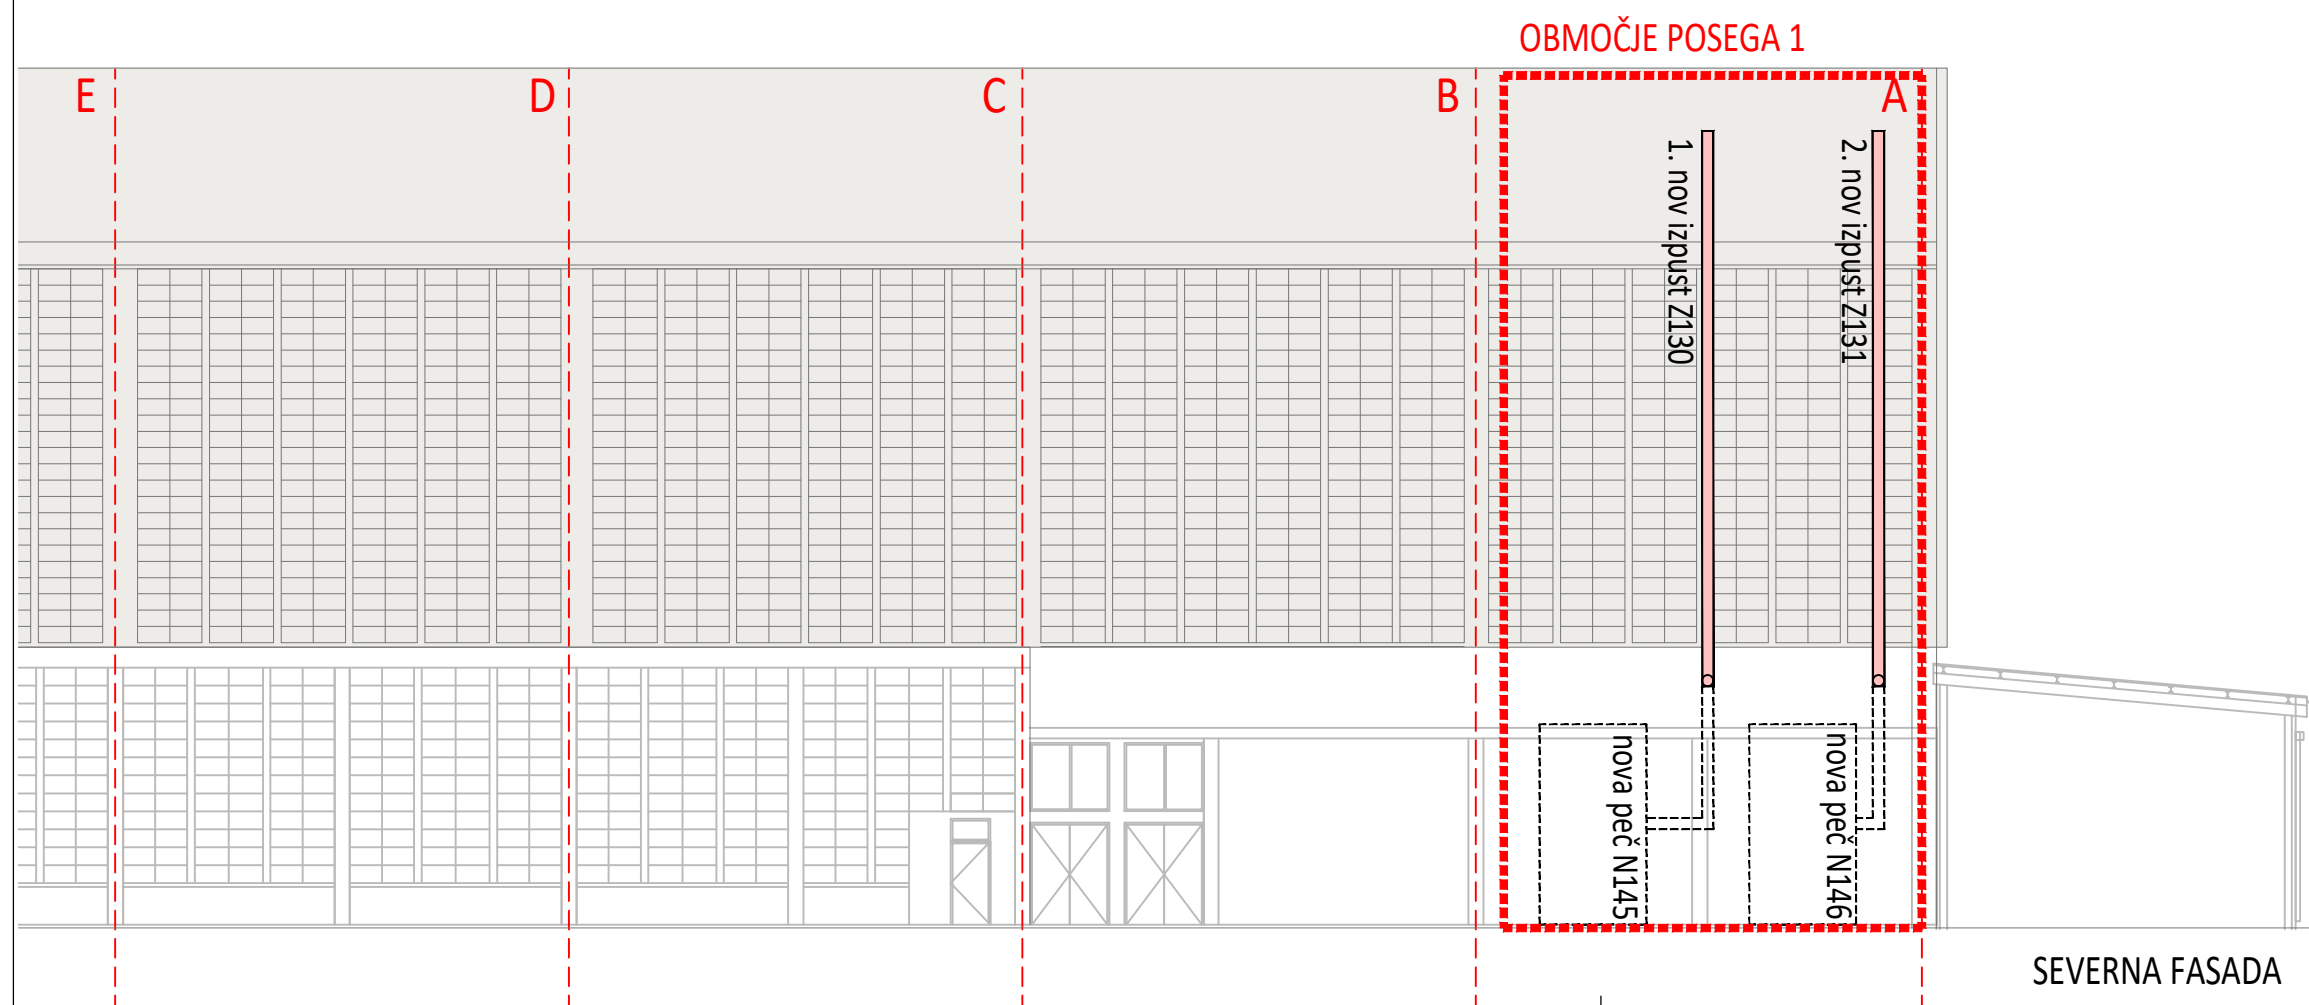 OBMOČJE POSEGA 1
E
D
C
B
A
1. nov izpust Z130
2. nov izpust Z131
nova peč N145
nova peč N146
SEVERNA FASADA